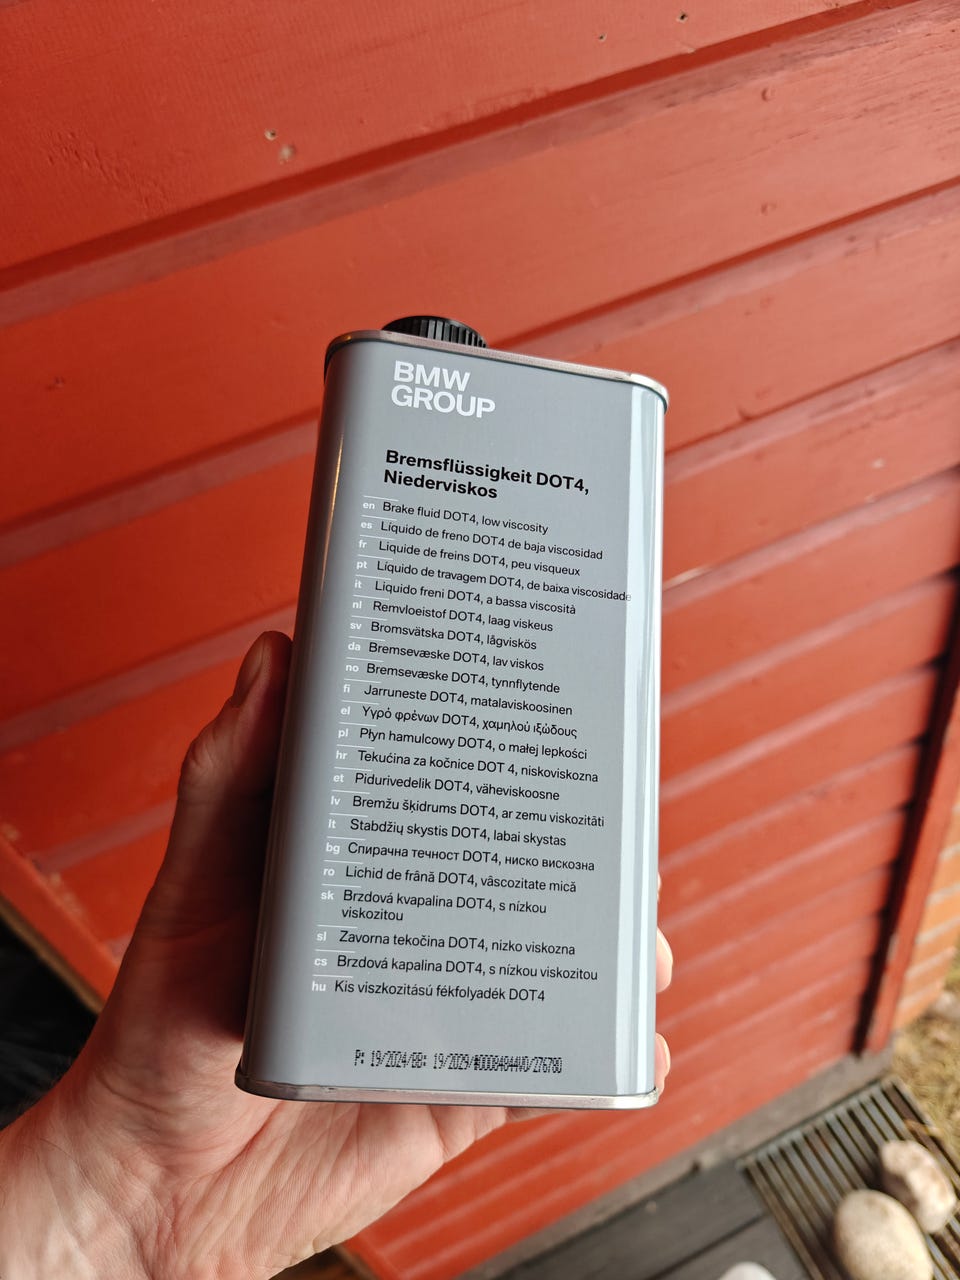 BMW
GROUP
Bremsflüssigkeit DOT4,
Niederviskos
en Brake fluid DOT4, low viscosity
es Líquido de freno DOT4 de baja viscosidad
fr Liquide de freins DOT4, peu visqueux
pt Líquido de travagem DOT4, de baixa viscosidade
it Liquido freni DOT4, a bassa viscosità
nl Remvloeistof DOT4, laag viskeus
sv Bromsvätska DOT4, lågviskös
da Bremsevæske DOT4, lav viskos
no Bremsevæske DOT4, tynnflytende
fi Jarruneste DOT4, matalaviskoosinen
el Υγρό φρένων DOT4, χαμηλού ιξώδους
pl Płyn hamulcowy DOT4, o małej lepkości
hr Tekućina za kočnice DOT 4, niskoviskozna
et Pidurivedelik DOT4, väheviskoosne
lv Bremžu šķidrums DOT4, ar zemu viskozitāti
lt Stabdžių skystis DOT4, labai skystas
bg Спирачна течност DOT4, ниско вискозна
ro Lichid de frână DOT4, vâscozitate mică
sk Brzdová kvapalina DOT4, s nízkou
viskozitou
sl Zavorna tekočina DOT4, nizko viskozna
cs Brzdová kapalina DOT4, s nízkou viskozitou
hu Kis viszkozitású fékfolyadék DOT4
P: 19/2024/BB: 19/2029/